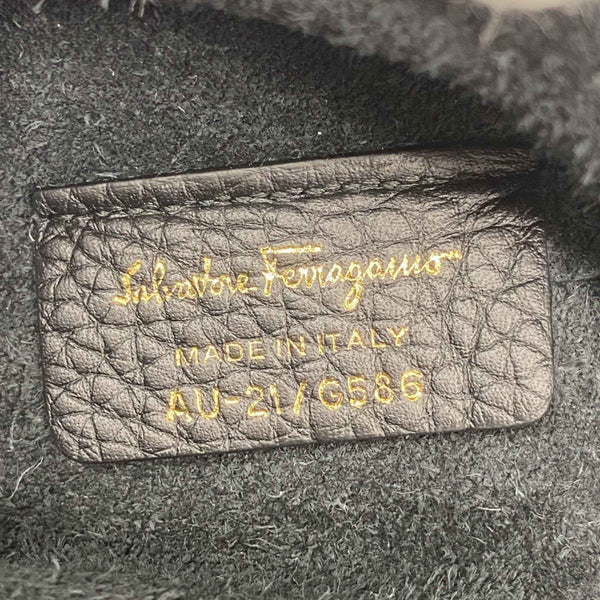 Salvatore Ferragamo
MADE IN ITALY
AU-21/G586